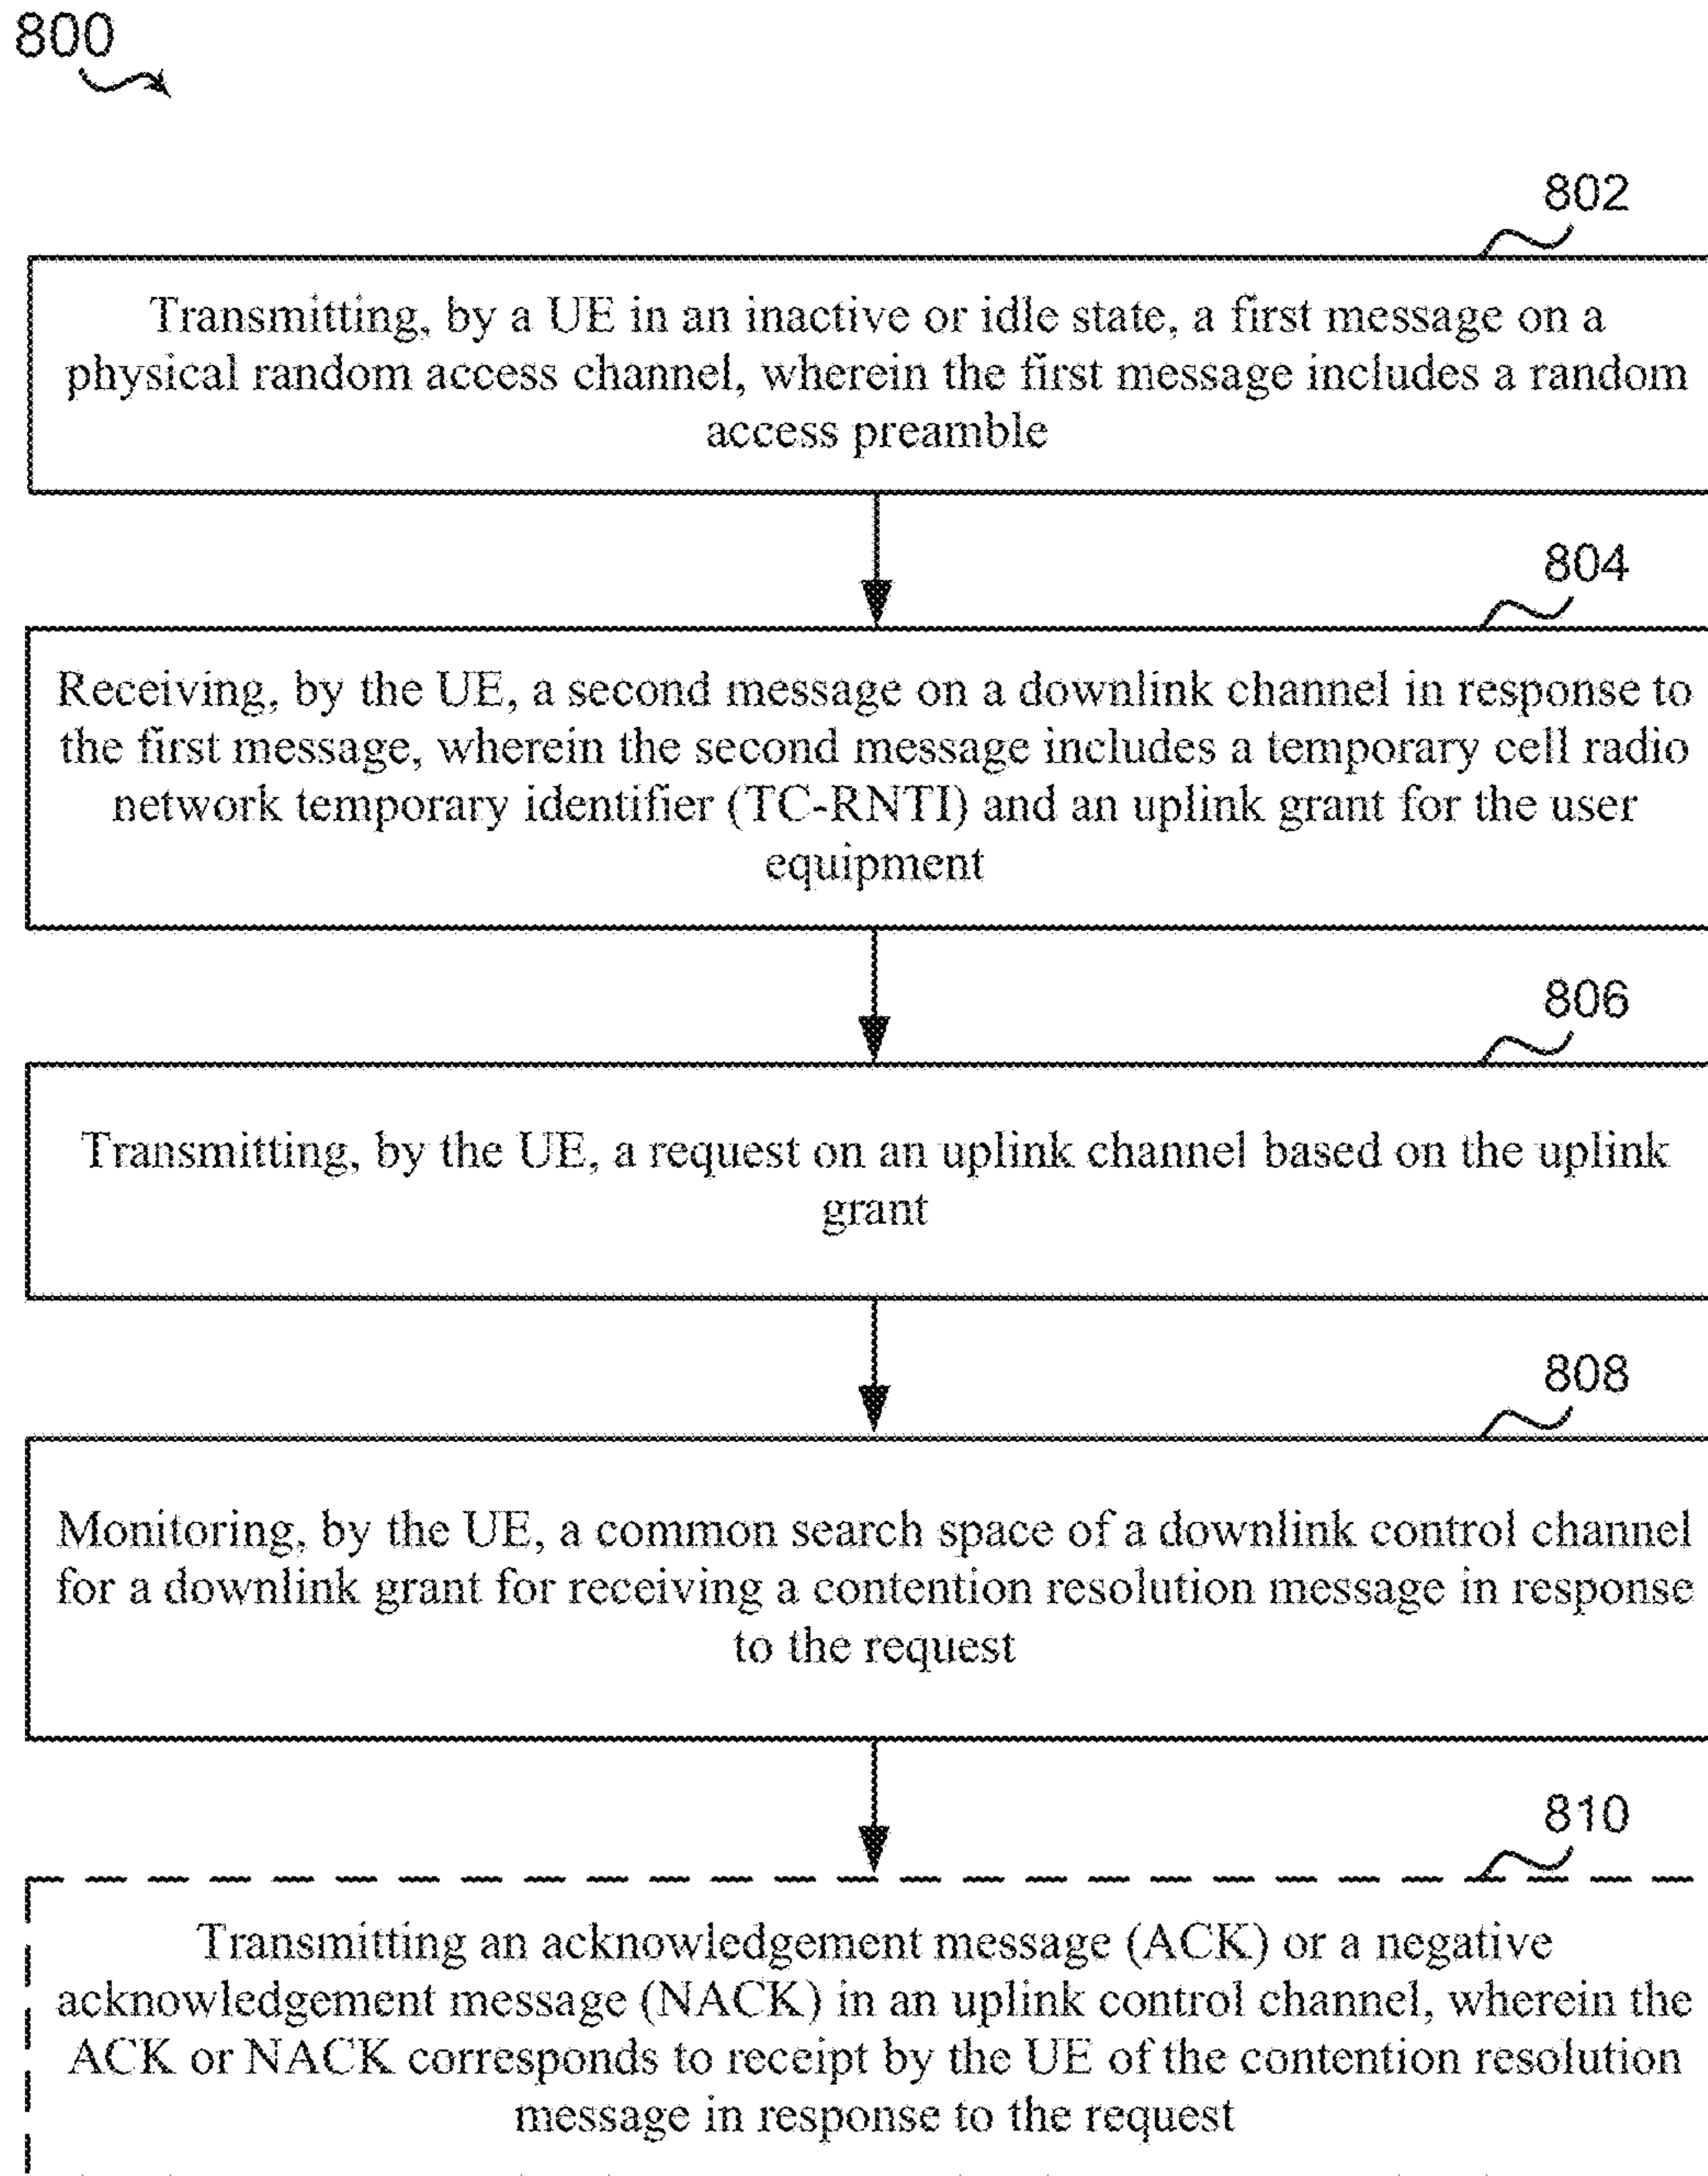 800
802
Transmitting, by a UE in an inactive or idle state, a first message on a
physical random access channel, wherein the first message includes a random
access preamble
804
Receiving, by the UE, a second message on a downlink channel in response to
the first message, wherein the second message includes a temporary cell radio
network temporary identifier (TC-RNTI) and an uplink grant for the user
equipment
806
Transmitting, by the UE, a request on an uplink channel based on the uplink
grant
808
Monitoring, by the UE, a common search space of a downlink control channel
for a downlink grant for receiving a contention resolution message in response
to the request
810
Transmitting an acknowledgement message (ACK) or a negative
acknowledgement message (NACK) in an uplink control channel, wherein the
ACK or NACK corresponds to receipt by the UE of the contention resolution
message in response to the request